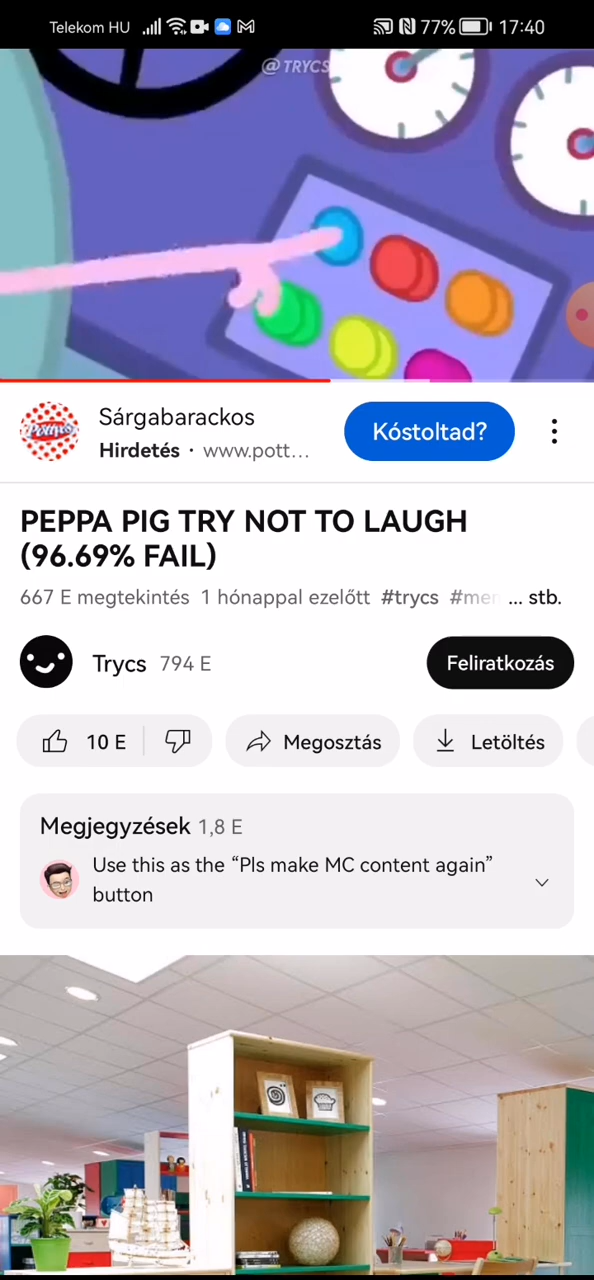 Telekom HU
77%
17:40
@TRYCS
Pöttyös
Sárgabarackos
Hirdetés · www.pott...
Kóstoltad?
PEPPA PIG TRY NOT TO LAUGH
(96.69% FAIL)
667 E megtekintés 1 hónappal ezelőtt #trycs #men ... stb.
Trycs 794 E
Feliratkozás
10 E
Megosztás
Letöltés
Megjegyzések 1,8 E
Use this as the “Pls make MC content again”
button